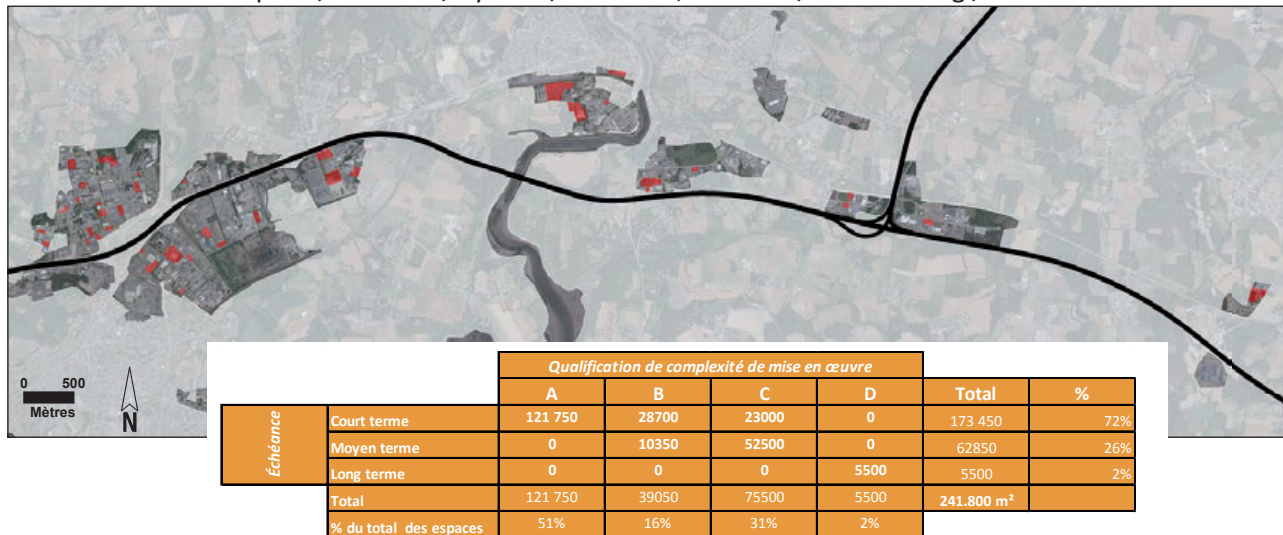 0 500
Mètres
N
Qualification de complexité de mise en œuvre
A B C D Total %
Échéance
Court terme 121 750 28700 23000 0 173 450 72%
Moyen terme 0 10350 52500 0 62850 26%
Long terme 0 0 0 5500 5500 2%
Total 121 750 39050 75500 5500 241.800 m²
% du total des espaces 51% 16% 31% 2%